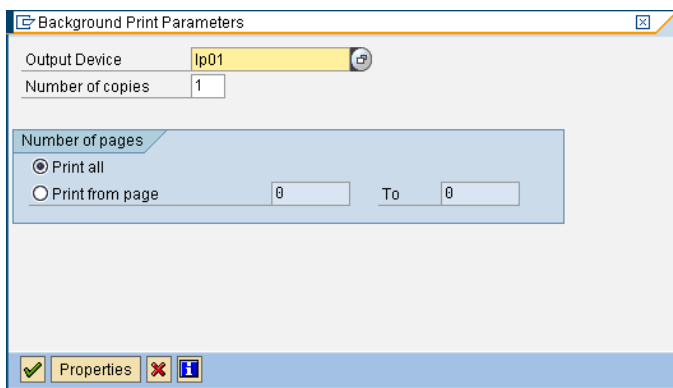 Background Print Parameters
Output Device lp01
Number of copies 1
Number of pages
Print all
Print from page 0 To 0
Properties